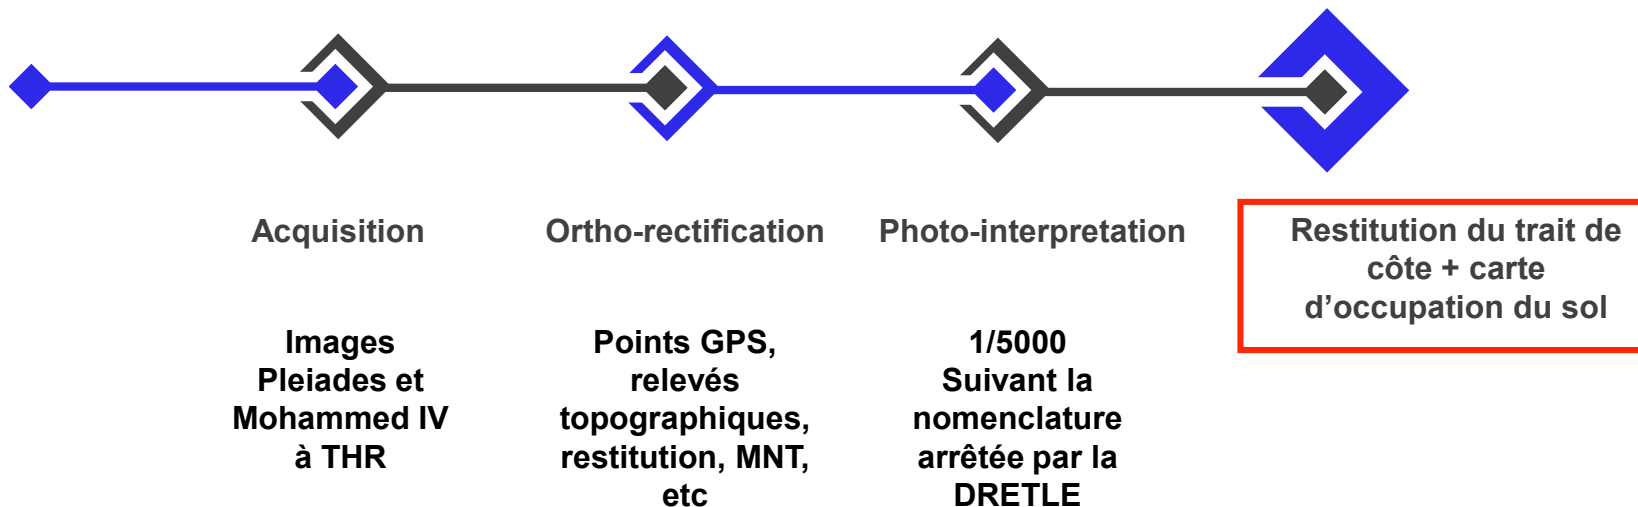 Acquisition
Images
Pleiades et
Mohammed IV
à THR
Ortho-rectification
Points GPS,
relevés
topographiques,
restitution, MNT,
etc
Photo-interpretation
1/5000
Suivant la
nomenclature
arrêtée par la
DRETLE
Restitution du trait de
côte + carte
d’occupation du sol